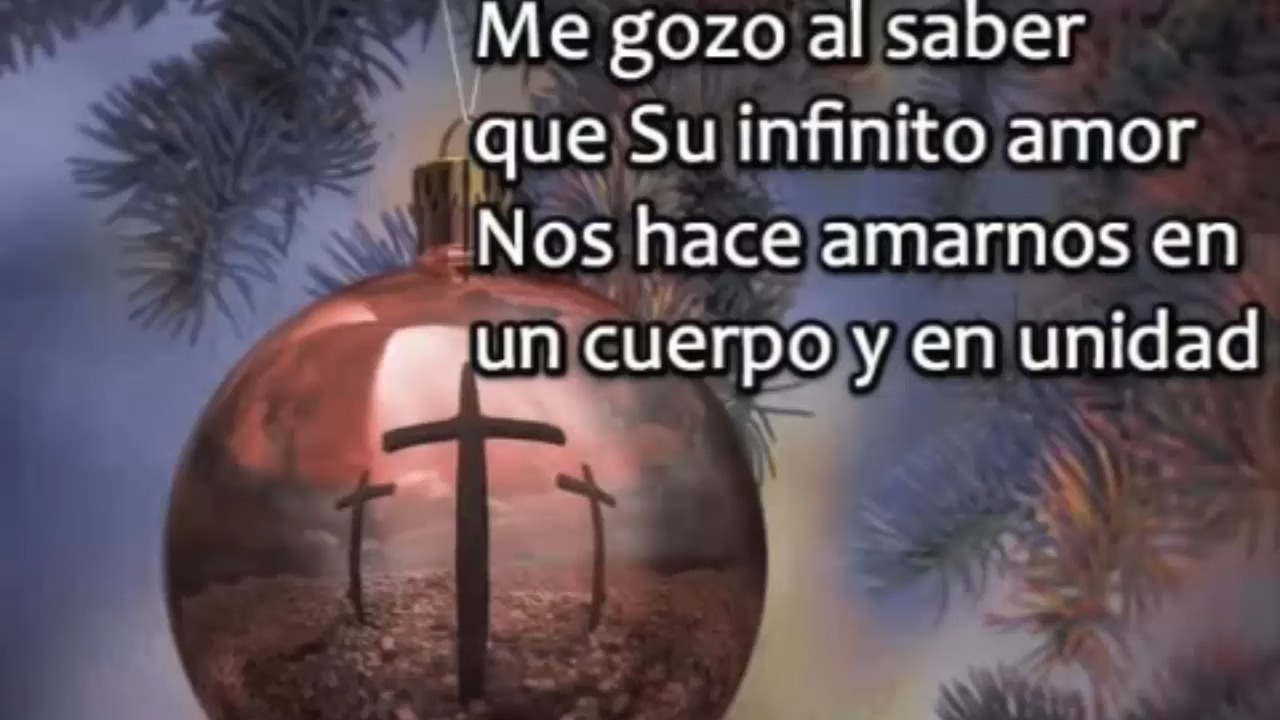 Me gozo al saber
que Su infinito amor
Nos hace amarnos en
un cuerpo y en unidad